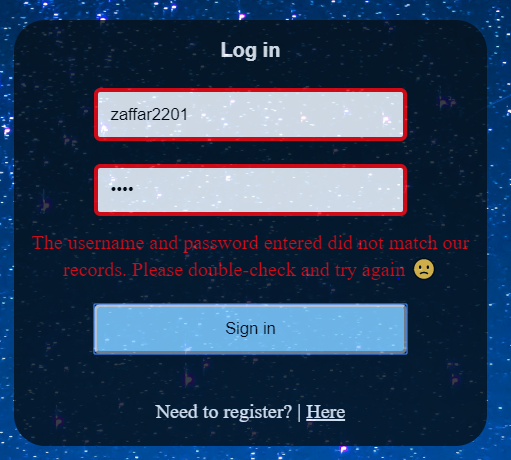 Log in
zaffar2201
••••
The username and password entered did not match our
records. Please double-check and try again 🙁
Sign in
Need to register? | Here